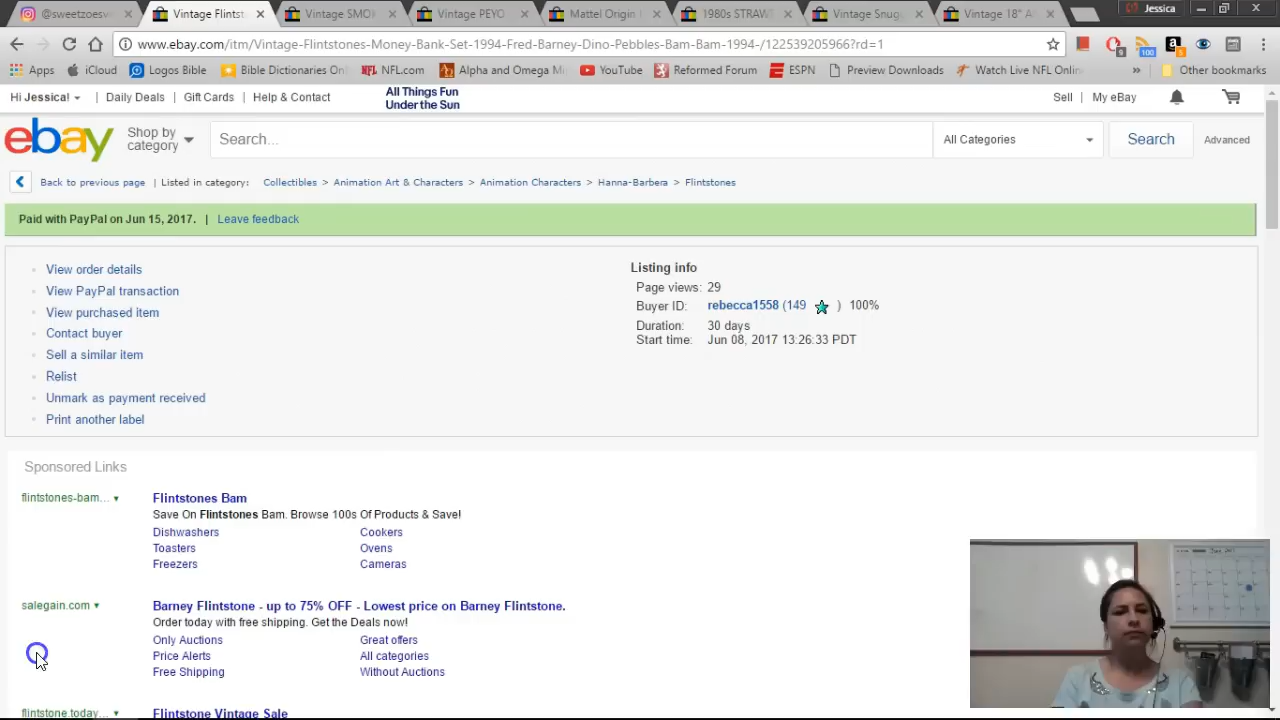 @sweetzoesvi
Vintage Flintst
Vintage SMO
Vintage PEYO
Mattel Origin
1980s STRAW
Vintage Snug
Vintage 18" A
Jessica
www.ebay.com/itm/Vintage-Flintstones-Money-Bank-Set-1994-Fred-Barney-Dino-Pebbles-Bam-Bam-1994-/122539205966?rd=1
Apps iCloud Logos Bible Bible Dictionaries Onl NFL.com Alpha and Omega Mi YouTube Reformed Forum ESPN Preview Downloads Watch Live NFL Onlin » Other bookmarks
Hi Jessica! | Daily Deals | Gift Cards | Help & Contact
All Things Fun
Under the Sun
Sell | My eBay
ebay
Shop by
category
Search...
All Categories
Search
Advanced
Back to previous page | Listed in category: Collectibles > Animation Art & Characters > Animation Characters > Hanna-Barbera > Flintstones
Paid with PayPal on Jun 15, 2017. | Leave feedback
View order details
View PayPal transaction
View purchased item
Contact buyer
Sell a similar item
Relist
Unmark as payment received
Print another label
Listing info
Page views: 29
Buyer ID: rebecca1558 (149 ) 100%
Duration: 30 days
Start time: Jun 08, 2017 13:26:33 PDT
Sponsored Links
flintstones-bam...
Flintstones Bam
Save On Flintstones Bam. Browse 100s Of Products & Save!
Dishwashers Cookers
Toasters Ovens
Freezers Cameras
salegain.com
Barney Flintstone - up to 75% OFF - Lowest price on Barney Flintstone.
Order today with free shipping. Get the Deals now!
Only Auctions Great offers
Price Alerts All categories
Free Shipping Without Auctions
flintstone.today...
Flintstone Vintage Sale